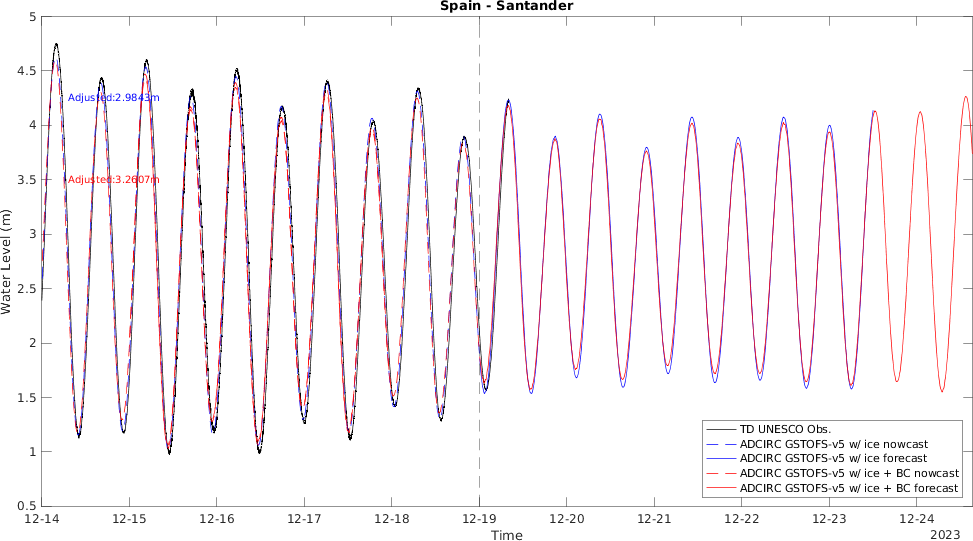 Spain - Santander
5
4.5
4
3.5
3
2.5
2
1.5
1
0.5
Water Level (m)
Adjusted:2.9843m
Adjusted:3.2607m
TD UNESCO Obs.
ADCIRC GSTOFS-v5 w/ ice nowcast
ADCIRC GSTOFS-v5 w/ ice forecast
ADCIRC GSTOFS-v5 w/ ice + BC nowcast
ADCIRC GSTOFS-v5 w/ ice + BC forecast
12-14 12-15 12-16 12-17 12-18 12-19 12-20 12-21 12-22 12-23 12-24
Time
2023